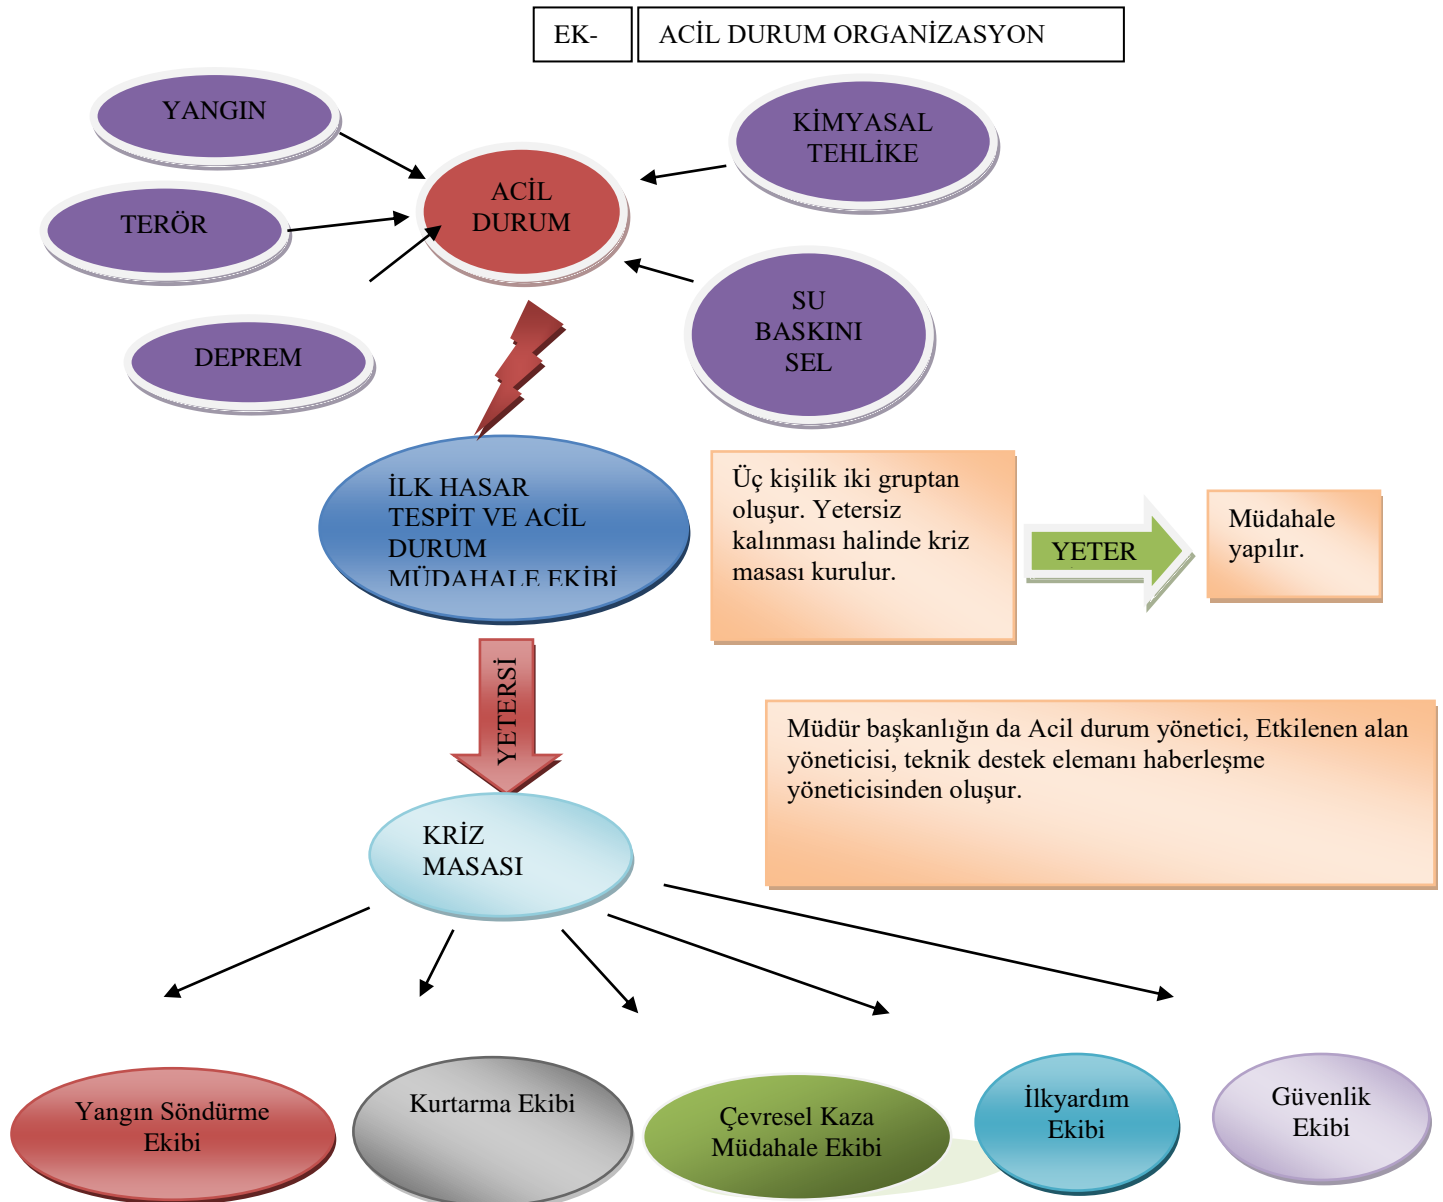 EK-
ACİL DURUM ORGANİZASYON
YANGIN
KİMYASAL
TEHLİKE
ACİL
DURUM
TERÖR
SU
BASKINI
SEL
DEPREM
İLK HASAR
TESPİT VE ACİL
DURUM
MÜDAHALE EKİBİ
Üç kişilik iki gruptan
oluşur. Yetersiz
kalınması halinde kriz
masası kurulur.
YETER
Müdahale
yapılır.
YETERSİ
Müdür başkanlığın da Acil durum yönetici, Etkilenen alan
yöneticisi, teknik destek elemanı haberleşme
yöneticisinden oluşur.
KRİZ
MASASI
Yangın Söndürme
Ekibi
Kurtarma Ekibi
Çevresel Kaza
Müdahale Ekibi
İlkyardım
Ekibi
Güvenlik
Ekibi